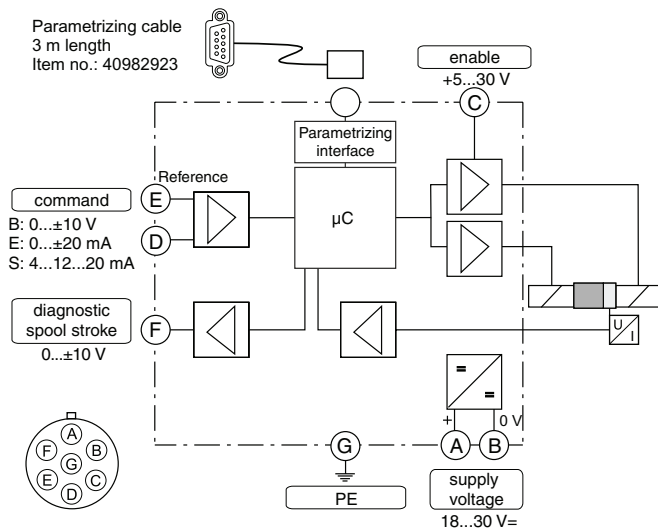 Parametrizing cable
3 m length
Item no.: 40982923
enable
+5...30 V
C
Parametrizing
interface
Reference
command
E
D
B: 0...±10 V
E: 0...±20 mA
S: 4...12...20 mA
µC
diagnostic
spool stroke
F
0...±10 V
U
I
=
=
+
0 V
A
B
G
PE
supply
voltage
18...30 V=
A
F
B
G
E
C
D